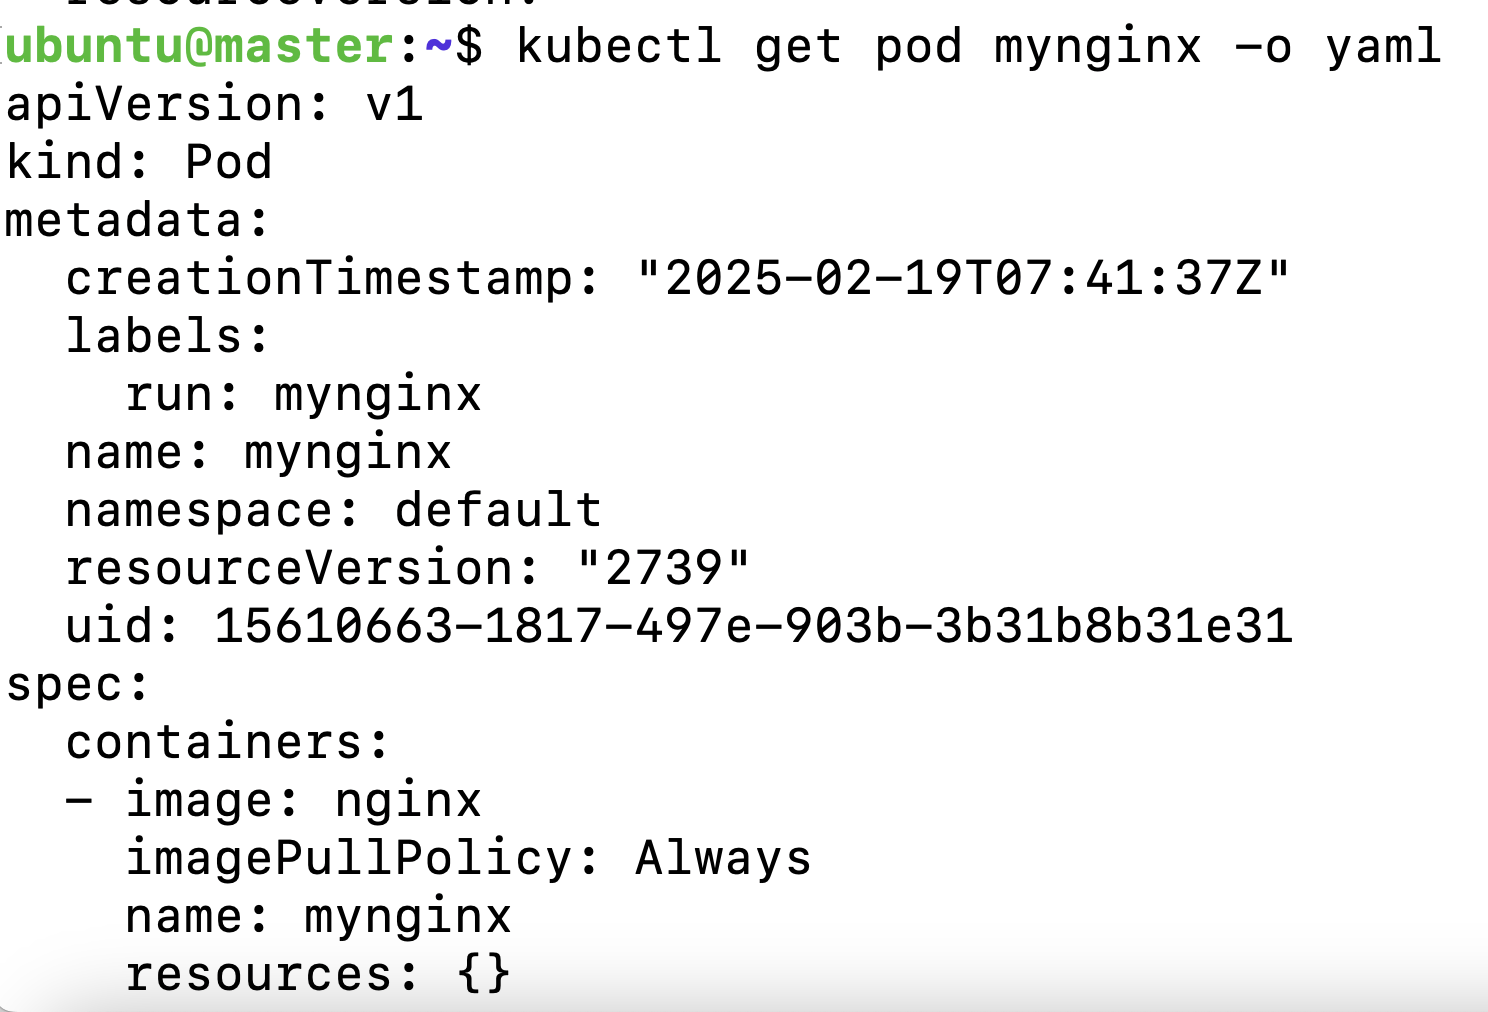 resourceVersion:
ubuntu@master:~$ kubectl get pod mynginx -o yaml
apiVersion: v1
kind: Pod
metadata:
  creationTimestamp: "2025-02-19T07:41:37Z"
  labels:
    run: mynginx
  name: mynginx
  namespace: default
  resourceVersion: "2739"
  uid: 15610663-1817-497e-903b-3b31b8b31e31
spec:
  containers:
  - image: nginx
    imagePullPolicy: Always
    name: mynginx
    resources: {}